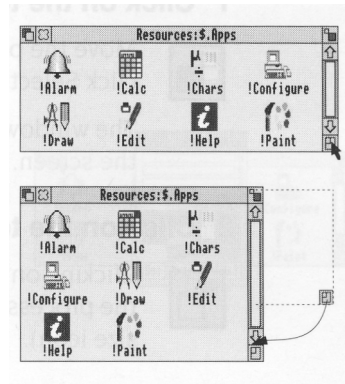 Resources:$.Apps
!Alarm !Calc !Chars !Configure
!Draw !Edit !Help !Paint
Resources:$.Apps
!Alarm !Calc !Chars
!Configure !Draw !Edit
!Help !Paint